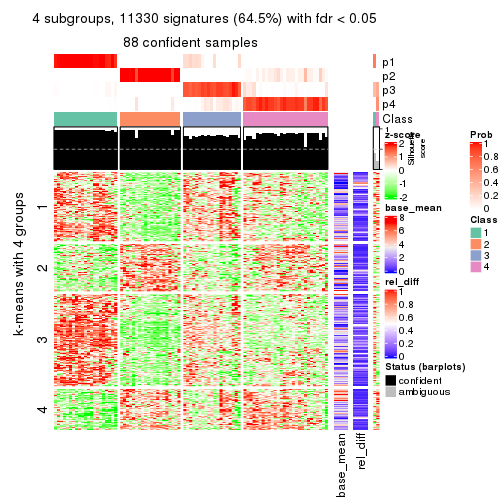 4 subgroups, 11330 signatures (64.5%) with fdr < 0.05
88 confident samples
p1
p2
p3
p4
Class
1
Silhouette
score
k-means with 4 groups
1
2
3
4
base_mean
rel_diff
z-score
2
1
0
-1
-2
base_mean
8
6
4
2
0
rel_diff
1
0.8
0.6
0.4
0.2
0
Status (barplots)
confident
ambiguous
Prob
1
0.8
0.6
0.4
0.2
0
Class
1
2
3
4